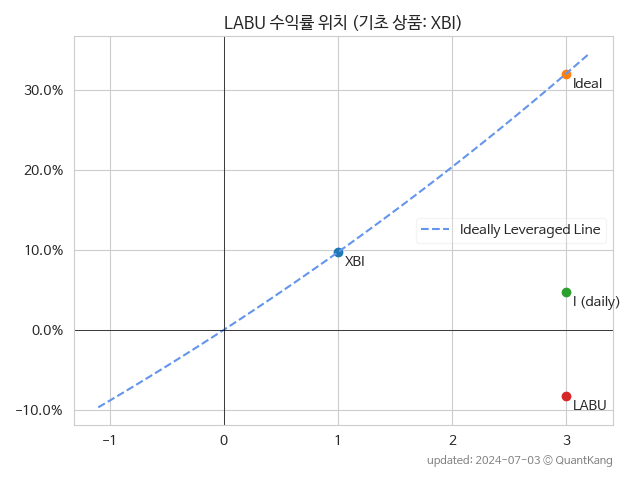 LABU 수익률 위치 (기초 상품: XBI)
30.0%
20.0%
10.0%
0.0%
−10.0%
Ideal
Ideally Leveraged Line
XBI
I (daily)
LABU
−1
0
1
2
3
updated: 2024-07-03 © QuantKang